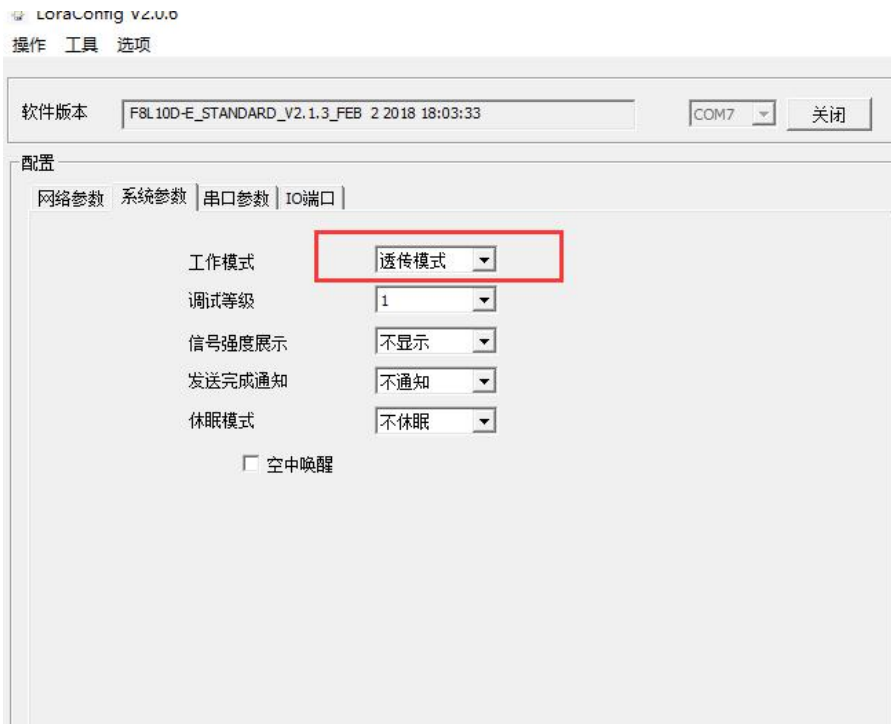 LoraConfig V2.0.6
操作 工具 选项
软件版本 F8L10D-E_STANDARD_V2.1.3_FEB 2 2018 18:03:33 COM7 关闭
配置
网络参数 系统参数 串口参数 IO端口
工作模式 透传模式
调试等级 1
信号强度展示 不显示
发送完成通知 不通知
休眠模式 不休眠
空中唤醒